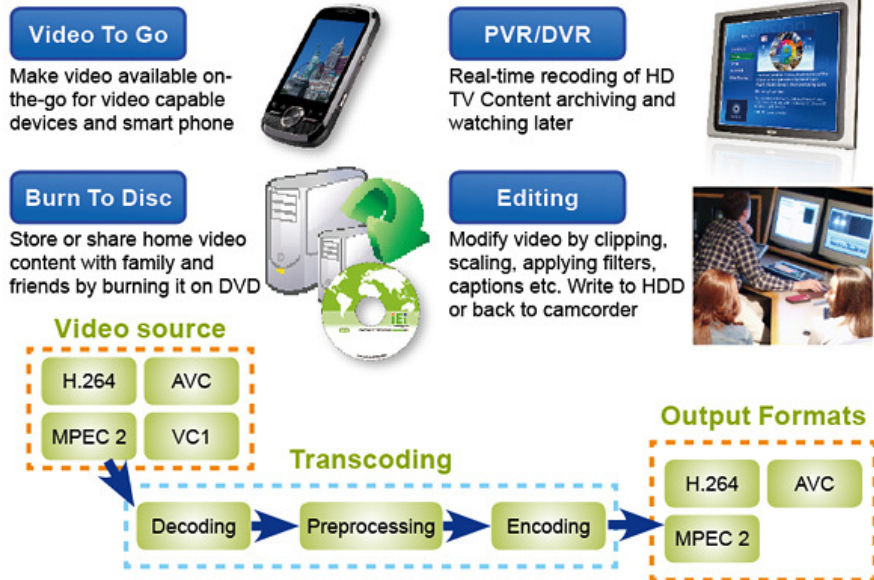 Video To Go
Make video available on-
the-go for video capable
devices and smart phone
PVR/DVR
Real-time recoding of HD
TV Content archiving and
watching later
Burn To Disc
Store or share home video
content with family and
friends by burning it on DVD
iEi
Editing
Modify video by clipping,
scaling, applying filters,
captions etc. Write to HDD
or back to camcorder
Video source
H.264
AVC
MPEC 2
VC1
Transcoding
Decoding
Preprocessing
Encoding
Output Formats
H.264
AVC
MPEC 2